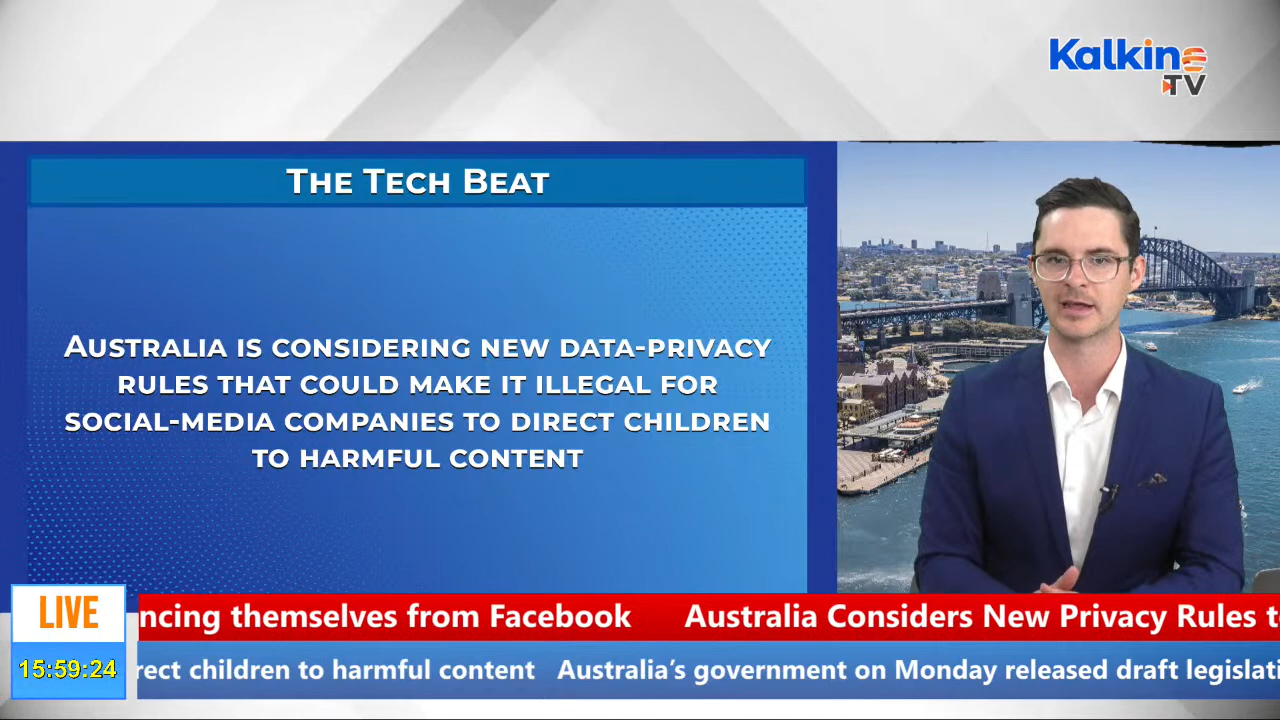 Kalkine
TV
The Tech Beat
Australia is considering new data-privacy
rules that could make it illegal for
social-media companies to direct children
to harmful content
LIVE
ncing themselves from Facebook Australia Considers New Privacy Rules t
15:59:24
rect children to harmful content Australia's government on Monday released draft legislati